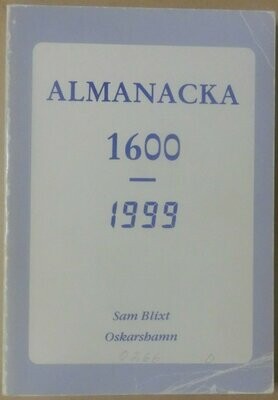 ALMANACKA
1600
—
1999
Sam Blixt
Oskarshamn